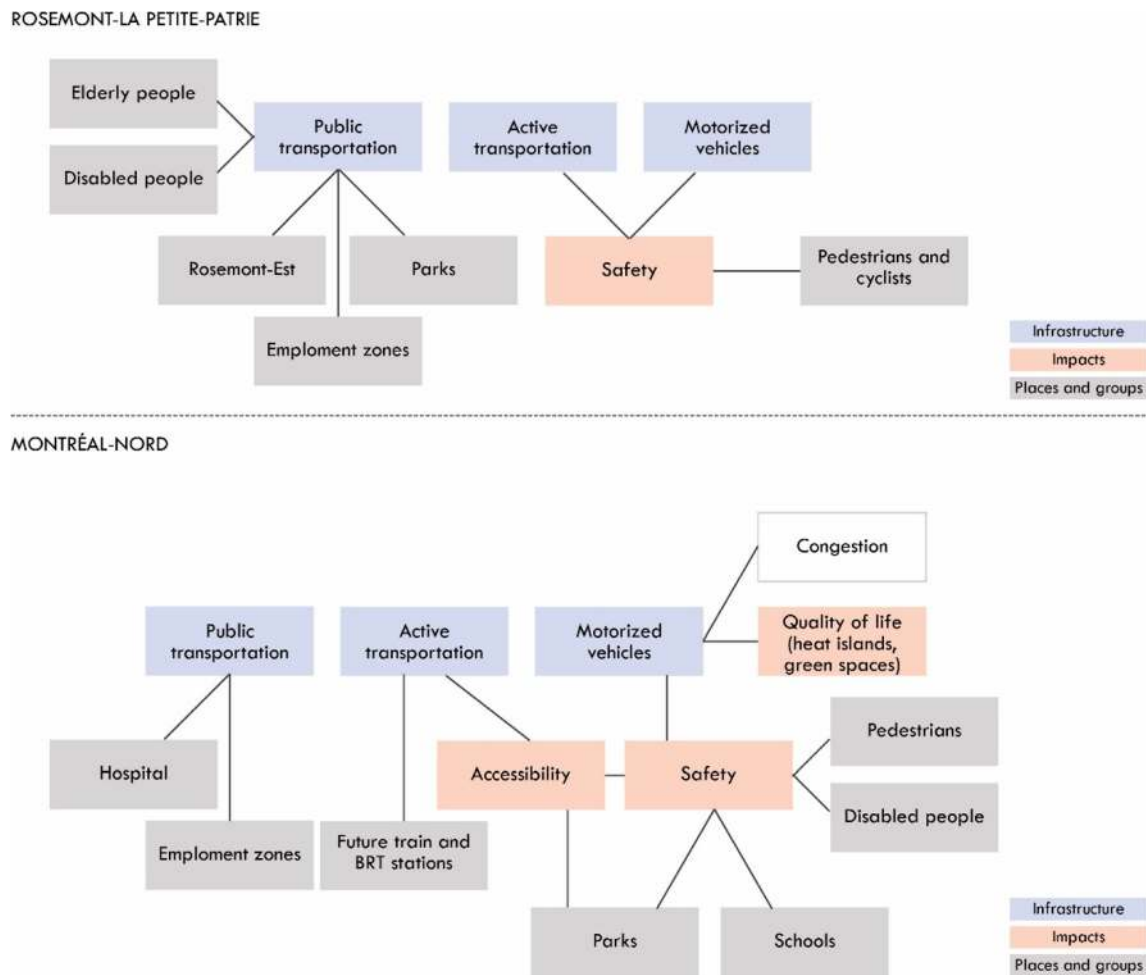 ROSEMONT-LA PETITE-PATRIE
Elderly people
Disabled people
Public
transportation
Active
transportation
Motorized
vehicles
Rosemont-Est
Parks
Emploment zones
Safety
Pedestrians and
cyclists
Infrastructure
Impacts
Places and groups
MONTRÉAL-NORD
Congestion
Public
transportation
Active
transportation
Motorized
vehicles
Quality of life
(heat islands,
green spaces)
Hospital
Accessibility
Safety
Pedestrians
Disabled people
Emploment zones
Future train and
BRT stations
Parks
Schools
Infrastructure
Impacts
Places and groups